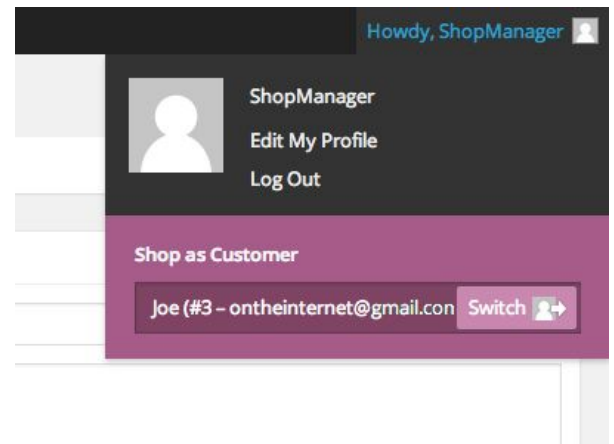 Howdy, ShopManager
ShopManager
Edit My Profile
Log Out
Shop as Customer
Joe (#3 – ontheinternet@gmail.con Switch